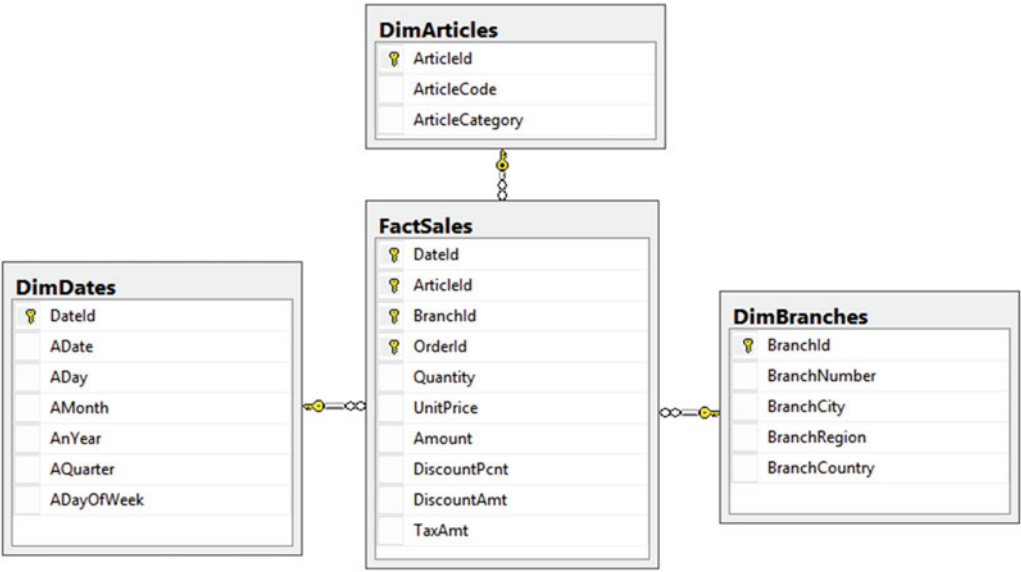 DimArticles
ArticleId
ArticleCode
ArticleCategory
FactSales
DateId
ArticleId
BranchId
OrderId
Quantity
UnitPrice
Amount
DiscountPcnt
DiscountAmt
TaxAmt
DimDates
DateId
ADate
ADay
AMonth
AnYear
AQuarter
ADayOfWeek
DimBranches
BranchId
BranchNumber
BranchCity
BranchRegion
BranchCountry